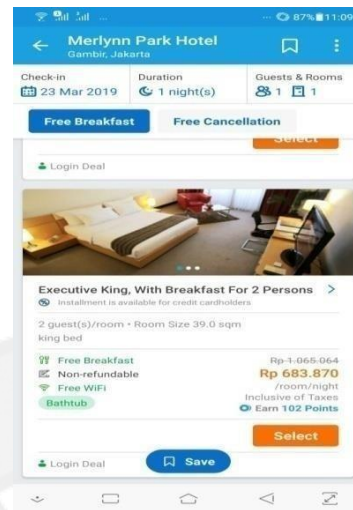 87% 11:09
Merlynn Park Hotel
Gambir, Jakarta
Check-in Duration Guests & Rooms
23 Mar 2019 1 night(s) 1 1
Free Breakfast Free Cancellation
Select
Login Deal
Executive King, With Breakfast For 2 Persons >
Installment is available for credit cardholders
2 guest(s)/room • Room Size 39.0 sqm
king bed
Free Breakfast Rp 1.065.064
Non-refundable Rp 683.870
Free WiFi /room/night
Bathtub Inclusive of Taxes
Earn 102 Points
Select
Login Deal Save